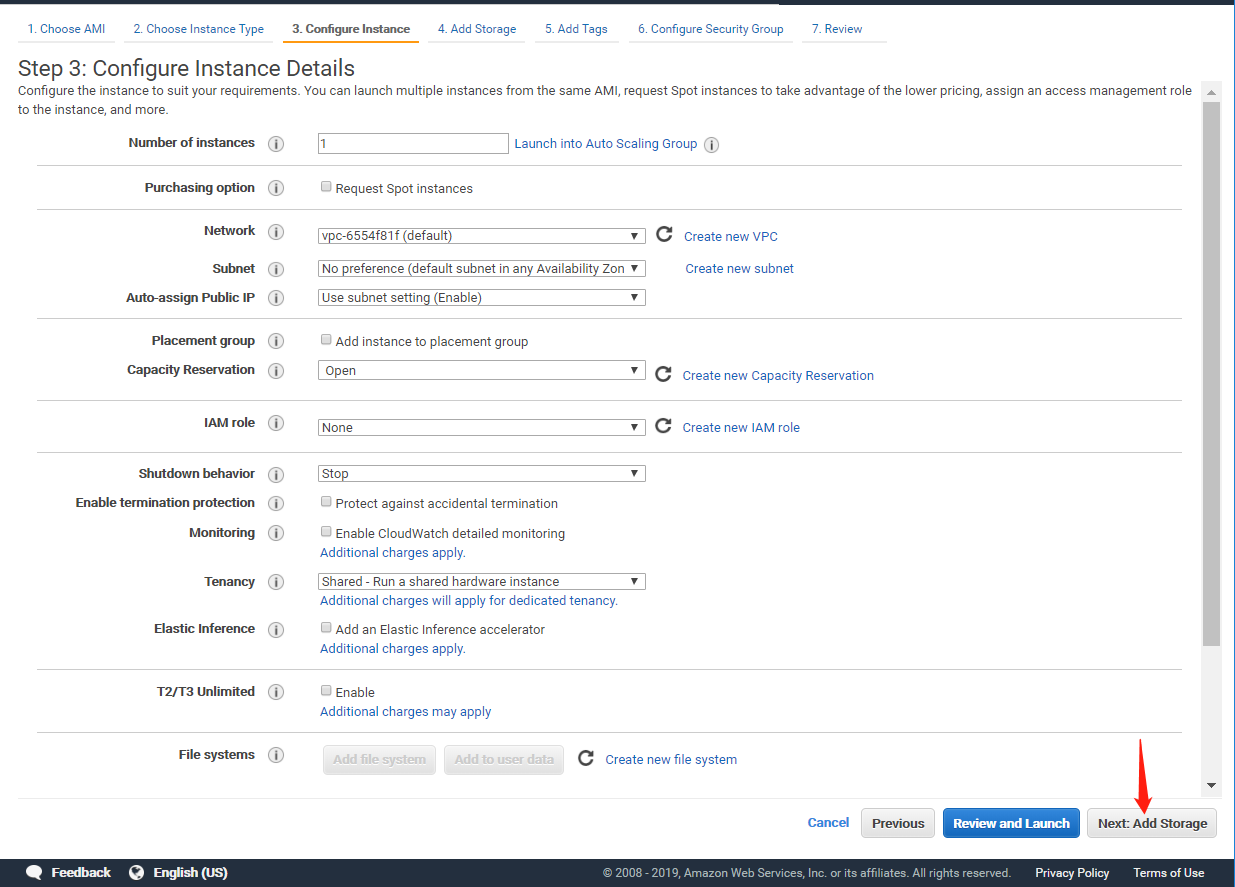 1. Choose AMI 2. Choose Instance Type 3. Configure Instance 4. Add Storage 5. Add Tags 6. Configure Security Group 7. Review
Step 3: Configure Instance Details
Configure the instance to suit your requirements. You can launch multiple instances from the same AMI, request Spot instances to take advantage of the lower pricing, assign an access management role
to the instance, and more.
Number of instances 1 Launch into Auto Scaling Group
Purchasing option Request Spot instances
Network vpc-6554f81f (default) Create new VPC
Subnet No preference (default subnet in any Availability Zon Create new subnet
Auto-assign Public IP Use subnet setting (Enable)
Placement group Add instance to placement group
Capacity Reservation Open Create new Capacity Reservation
IAM role None Create new IAM role
Shutdown behavior Stop
Enable termination protection Protect against accidental termination
Monitoring Enable CloudWatch detailed monitoring
Additional charges apply.
Tenancy Shared - Run a shared hardware instance
Additional charges will apply for dedicated tenancy.
Elastic Inference Add an Elastic Inference accelerator
Additional charges apply.
T2/T3 Unlimited Enable
Additional charges may apply
File systems Add file system Add to user data Create new file system
Cancel Previous Review and Launch Next: Add Storage
Feedback English (US) © 2008 - 2019, Amazon Web Services, Inc. or its affiliates. All rights reserved. Privacy Policy Terms of Use